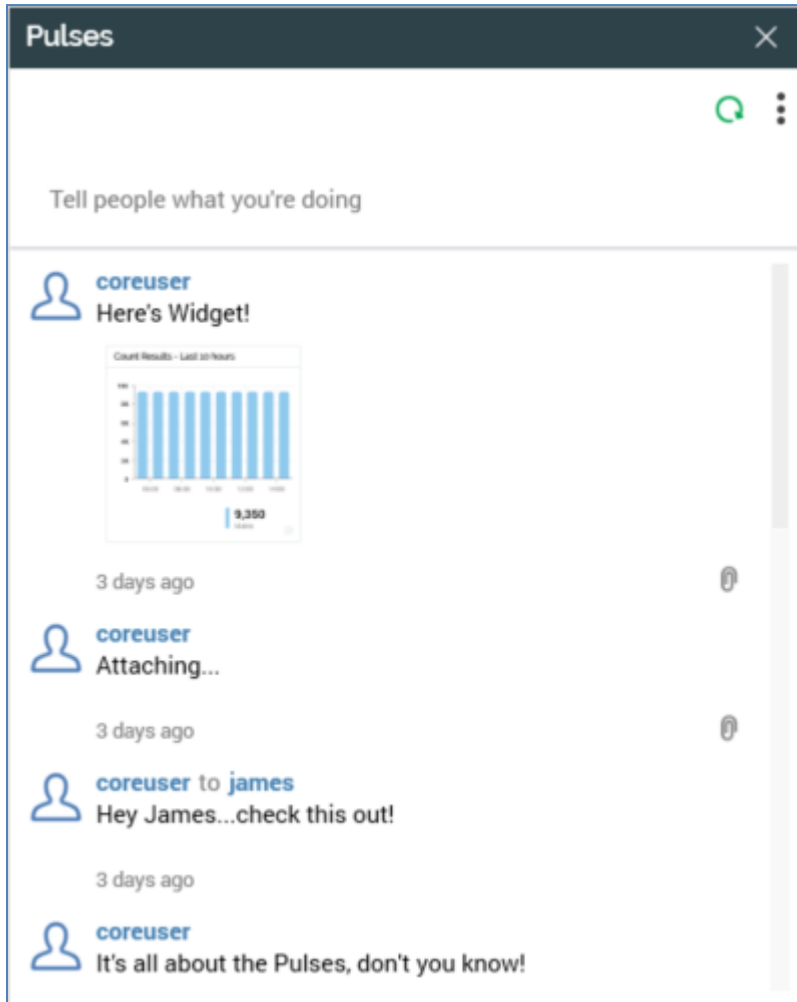 Pulses
Tell people what you're doing
coreuser
Here's Widget!
Count Results - Last 10 hours
9,350
3 days ago
coreuser
Attaching...
3 days ago
coreuser to james
Hey James...check this out!
3 days ago
coreuser
It's all about the Pulses, don't you know!